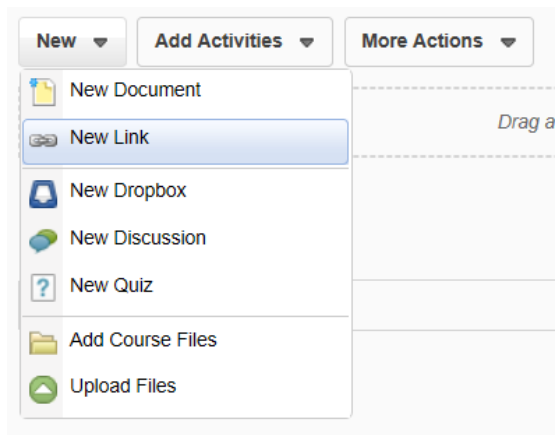 New
Add Activities
More Actions
New Document
Drag a
New Link
New Dropbox
New Discussion
New Quiz
Add Course Files
Upload Files